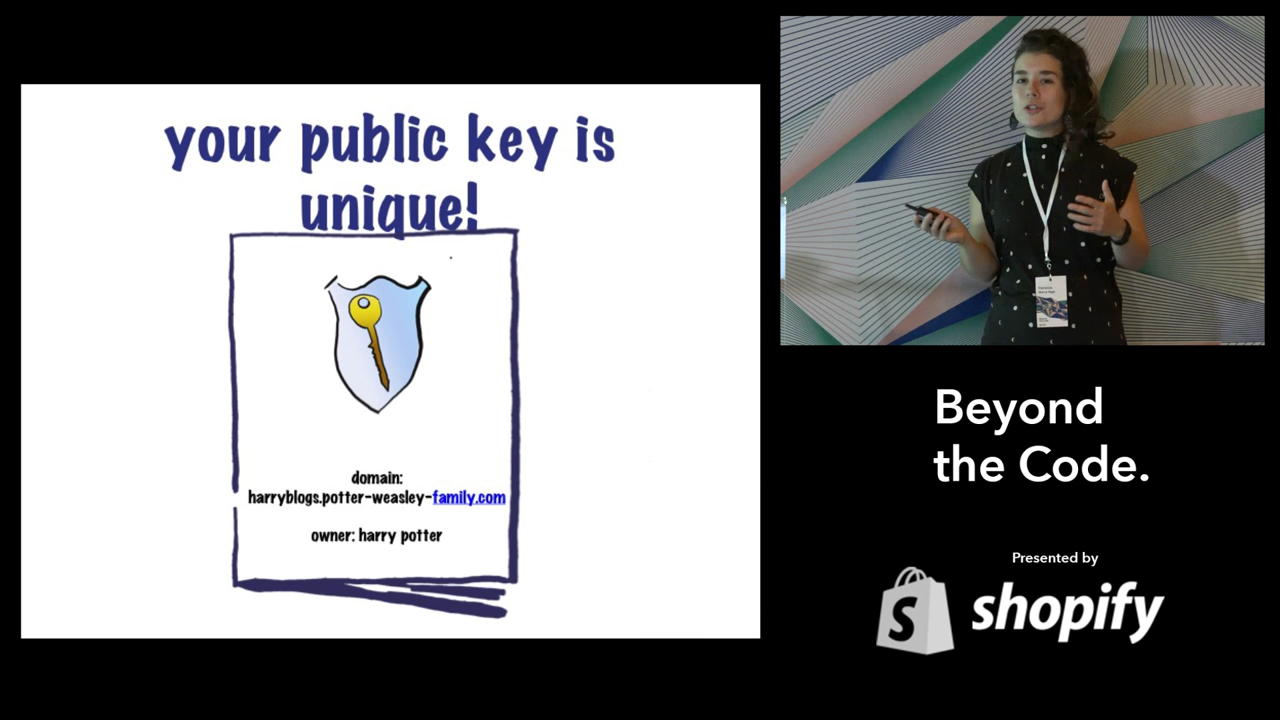 your public key is
unique!
domain:
harryblogs.potter-weasley-family.com
owner: harry potter
Beyond
the Code.
Presented by
shopify